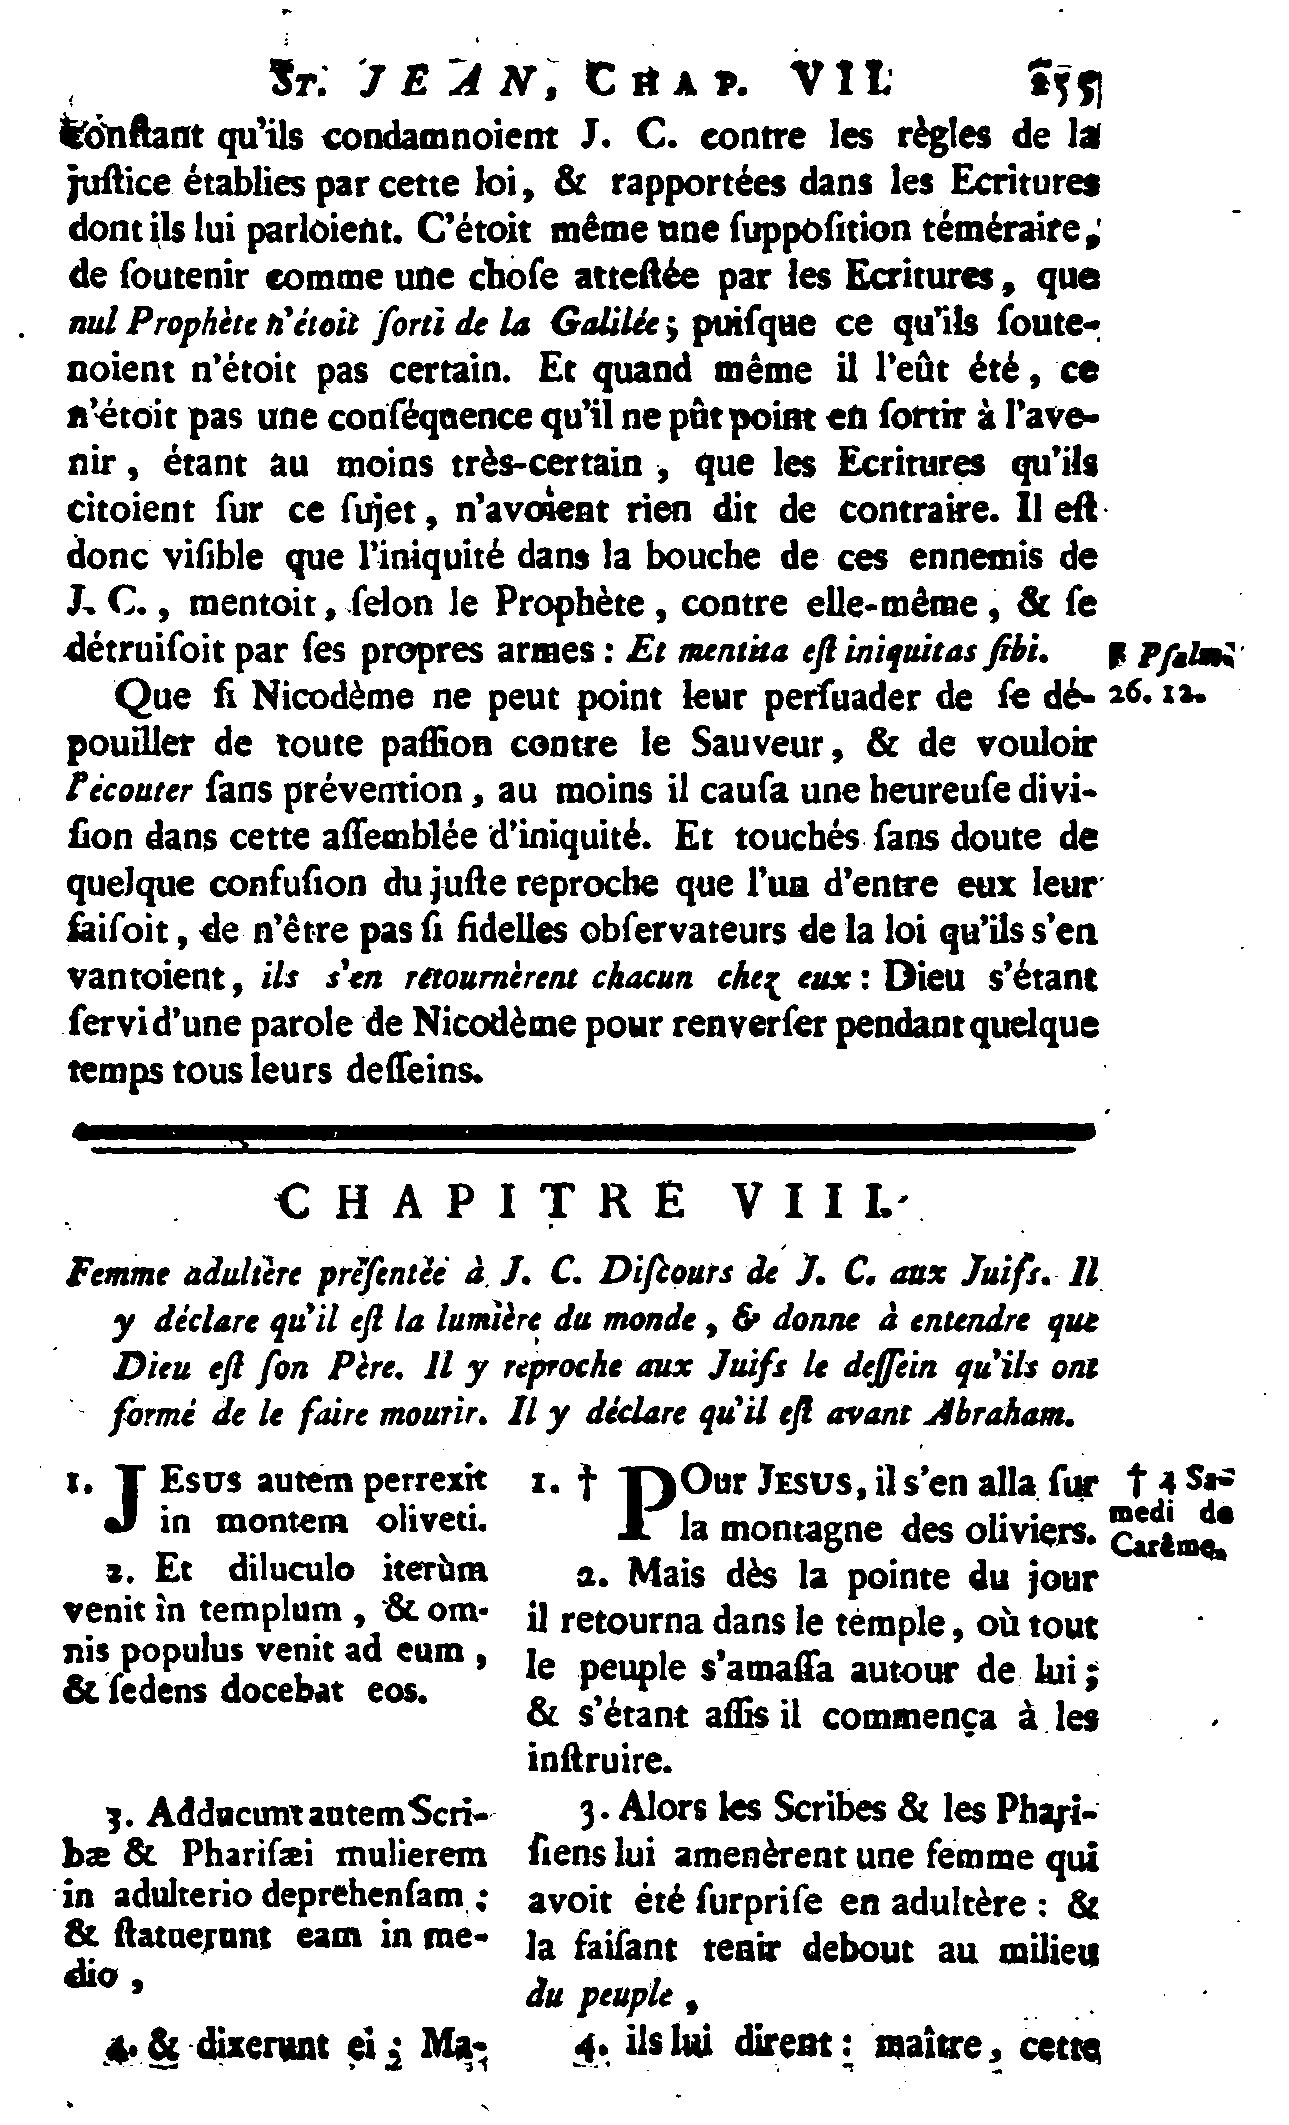 St. JEAN, CHAP. VII. 255
constant qu'ils condamnoient J. C. contre les règles de la
juſtice établies par cette loi, & rapportées dans les Ecritures
dont ils lui parloient. C'étoit même une ſuppoſition téméraire,
de ſoutenir comme une choſe atteſtée par les Ecritures, que
nul Prophète n'étoit ſorti de la Galilée; puiſque ce qu'ils ſoute-
noient n'étoit pas certain. Et quand même il l'eût été, ce
n'étoit pas une conſéquence qu'il ne pût point en ſortir à l'ave-
nir, étant au moins très-certain, que les Ecritures qu'ils
citoient ſur ce ſujet, n'avoient rien dit de contraire. Il eſt
donc viſible que l'iniquité dans la bouche de ces ennemis de
J. C., mentoit, ſelon le Prophète, contre elle-même, & ſe
détruiſoit par ſes propres armes: Et mentita eſt iniquitas ſibi.
Pſalm.
26. 12.
Que ſi Nicodème ne peut point leur perſuader de ſe dé-
pouiller de toute paſſion contre le Sauveur, & de vouloir
l'écouter ſans prévention, au moins il cauſa une heureuſe divi-
ſion dans cette aſſemblée d'iniquité. Et touchés ſans doute de
quelque confuſion du juſte reproche que l'un d'entre eux leur
faiſoit, de n'être pas ſi fidelles obſervateurs de la loi qu'ils s'en
vantoient, ils s'en retournèrent chacun chez eux: Dieu s'étant
ſervi d'une parole de Nicodème pour renverſer pendant quelque
temps tous leurs deſſeins.
CHAPITRE VIII.
Femme adultère préſentée à J. C. Diſcours de J. C. aux Juifs. Il
y déclare qu'il eſt la lumière du monde, & donne à entendre que
Dieu eſt ſon Père. Il y reproche aux Juifs le deſſein qu'ils ont
formé de le faire mourir. Il y déclare qu'il eſt avant Abraham.
1. JEsus autem perrexit
in montem oliveti.
2. Et diluculo iterùm
venit in templum, & om-
nis populus venit ad eum,
& ſedens docebat eos.
3. Adducunt autem Scri-
bæ & Phariſæi mulierem
in adulterio deprehenſam;
& ſtatuerunt eam in me-
dio,
4. & dixerunt ei; Ma-
1. † POur JESUS, il s'en alla ſur
la montagne des oliviers.
2. Mais dès la pointe du jour
il retourna dans le temple, où tout
le peuple s'amaſſa autour de lui;
& s'étant aſſis il commença à les
inſtruire.
3. Alors les Scribes & les Phari-
ſiens lui amenèrent une femme qui
avoit été ſurpriſe en adultère: &
la faiſant tenir debout au milieu
du peuple,
4. ils lui dirent: maître, cette
† 4 Sa-
medi de
Carême.